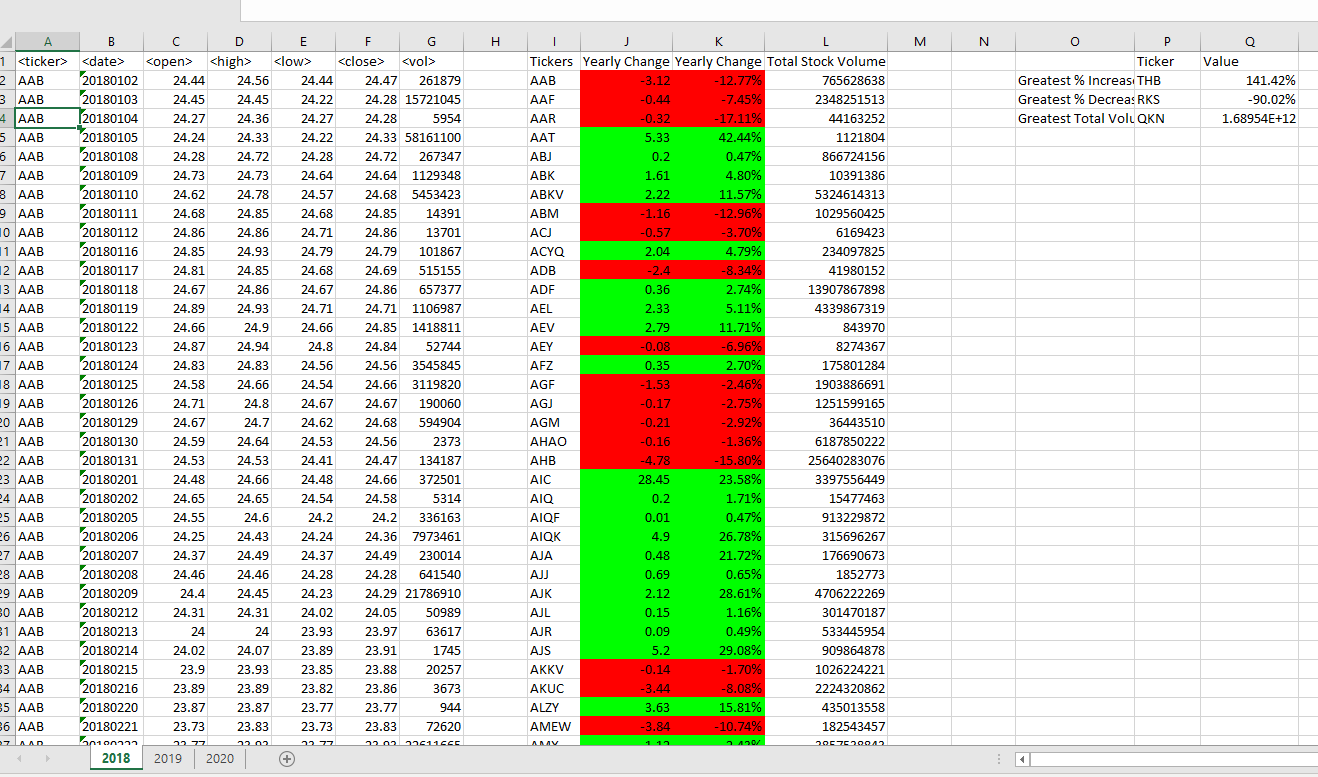 A B C D E F G H I J K L M N O P Q
1 <ticker> <date> <open> <high> <low> <close> <vol> Tickers Yearly Change Yearly Change Total Stock Volume Ticker Value
2 AAB 20180102 24.44 24.56 24.44 24.47 261879 AAB -3.12 -12.77% 765628638 Greatest % Increas THB 141.42%
3 AAB 20180103 24.45 24.45 24.22 24.28 15721045 AAF -0.44 -7.45% 2348251513 Greatest % Decreas RKS -90.02%
4 AAB 20180104 24.27 24.36 24.27 24.28 5954 AAR -0.32 -17.11% 44163252 Greatest Total Volu QKN 1.68954E+12
5 AAB 20180105 24.24 24.33 24.22 24.33 58161100 AAT 5.33 42.44% 1121804
6 AAB 20180108 24.28 24.72 24.28 24.72 267347 ABJ 0.2 0.47% 866724156
7 AAB 20180109 24.73 24.73 24.64 24.64 1129348 ABK 1.61 4.80% 10391386
8 AAB 20180110 24.62 24.78 24.57 24.68 5453423 ABKV 2.22 11.57% 5324614313
9 AAB 20180111 24.68 24.85 24.68 24.85 14391 ABM -1.16 -12.96% 1029560425
10 AAB 20180112 24.86 24.86 24.71 24.86 13701 ACJ -0.57 -3.70% 6169423
11 AAB 20180116 24.85 24.93 24.79 24.79 101867 ACYQ 2.04 4.79% 234097825
12 AAB 20180117 24.81 24.85 24.68 24.69 515155 ADB -2.4 -8.34% 41980152
13 AAB 20180118 24.67 24.86 24.67 24.86 657377 ADF 0.36 2.74% 13907867898
14 AAB 20180119 24.89 24.93 24.71 24.71 1106987 AEL 2.33 5.11% 4339867319
15 AAB 20180122 24.66 24.9 24.66 24.85 1418811 AEV 2.79 11.71% 843970
16 AAB 20180123 24.87 24.94 24.8 24.84 52744 AEY -0.08 -6.96% 8274367
17 AAB 20180124 24.83 24.83 24.56 24.56 3545845 AFZ 0.35 2.70% 175801284
18 AAB 20180125 24.58 24.66 24.54 24.66 3119820 AGF -1.53 -2.46% 1903886691
19 AAB 20180126 24.71 24.8 24.67 24.67 190060 AGJ -0.17 -2.75% 1251599165
20 AAB 20180129 24.67 24.7 24.62 24.68 594904 AGM -0.21 -2.92% 36443510
21 AAB 20180130 24.59 24.64 24.53 24.56 2373 AHAO -0.16 -1.36% 6187850222
22 AAB 20180131 24.53 24.53 24.41 24.47 134187 AHB -4.78 -15.80% 25640283076
23 AAB 20180201 24.48 24.66 24.48 24.66 372501 AIC 28.45 23.58% 3397556449
24 AAB 20180202 24.65 24.65 24.54 24.58 5314 AIQ 0.2 1.71% 15477463
25 AAB 20180205 24.55 24.6 24.2 24.2 336163 AIQF 0.01 0.47% 913229872
26 AAB 20180206 24.25 24.43 24.24 24.36 7973461 AIQK 4.9 26.78% 315696267
27 AAB 20180207 24.37 24.49 24.37 24.49 230014 AJA 0.48 21.72% 176690673
28 AAB 20180208 24.46 24.46 24.28 24.28 641540 AJJ 0.69 0.65% 1852773
29 AAB 20180209 24.4 24.45 24.23 24.29 21786910 AJK 2.12 28.61% 4706222269
30 AAB 20180212 24.31 24.31 24.02 24.05 50989 AJL 0.15 1.16% 301470187
31 AAB 20180213 24 24 23.93 23.97 63617 AJR 0.09 0.49% 533445954
32 AAB 20180214 24.02 24.07 23.89 23.91 1745 AJS 5.2 29.08% 909864878
33 AAB 20180215 23.9 23.93 23.85 23.88 20257 AKKV -0.14 -1.70% 1026224221
34 AAB 20180216 23.89 23.89 23.82 23.86 3673 AKUC -3.44 -8.08% 2224320862
35 AAB 20180220 23.87 23.87 23.77 23.77 944 ALZY 3.63 15.81% 435013558
36 AAB 20180221 23.73 23.83 23.73 23.83 72620 AMEW -3.84 -10.74% 182543457
2018 2019 2020